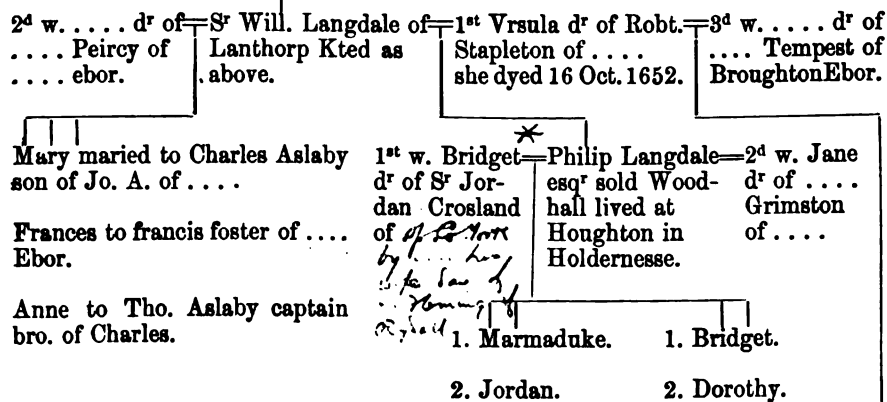 2ᵈ w. . . . . dʳ of
. . . . Peircy of
. . . . ebor.
Sʳ Will. Langdale of
Lanthorp Kted as
above.
1ˢᵗ Vrsula dʳ of Robt.
Stapleton of . . . .
she dyed 16 Oct. 1652.
3ᵈ w. . . . . dʳ of
. . . . Tempest of
BroughtonEbor.
Mary maried to Charles Aslaby
son of Jo. A. of . . . .
Frances to francis foster of . . . .
Ebor.
Anne to Tho. Aslaby captain
bro. of Charles.
1ˢᵗ w. Bridget
dʳ of Sʳ Jor-
dan Crosland
of of Co York
by
Philip Langdale
esqʳ sold Wood-
hall lived at
Houghton in
Holdernesse.
2ᵈ w. Jane
dʳ of . . . .
Grimston
of . . . .
1. Marmaduke.
2. Jordan.
1. Bridget.
2. Dorothy.